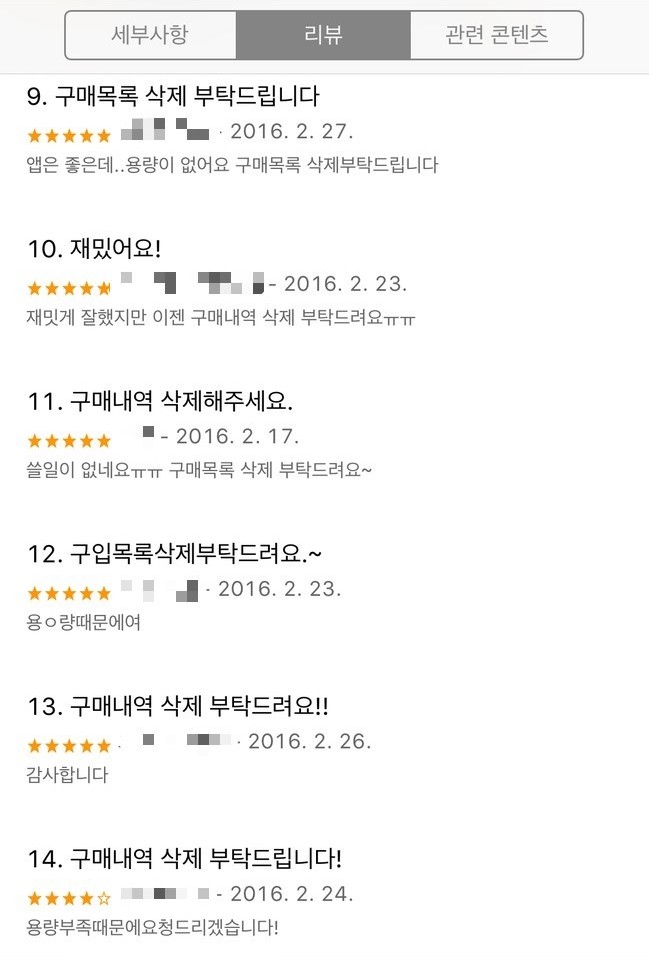 세부사항
리뷰
관련 콘텐츠
9. 구매목록 삭제 부탁드립니다
★★★★★ · 2016. 2. 27.
앱은 좋은데..용량이 없어요 구매목록 삭제부탁드립니다
10. 재밌어요!
★★★★★ - 2016. 2. 23.
재밋게 잘했지만 이젠 구매내역 삭제 부탁드려요ㅠㅠ
11. 구매내역 삭제해주세요.
★★★★★ - 2016. 2. 17.
쓸일이 없네요ㅠㅠ 구매목록 삭제 부탁드려요~
12. 구입목록삭제부탁드려요.~
★★★★★ · 2016. 2. 23.
용ㅇ량때문에여
13. 구매내역 삭제 부탁드려요!!
★★★★★ · 2016. 2. 26.
감사합니다
14. 구매내역 삭제 부탁드립니다!
★★★★☆ - 2016. 2. 24.
용량부족때문에요청드리겠습니다!